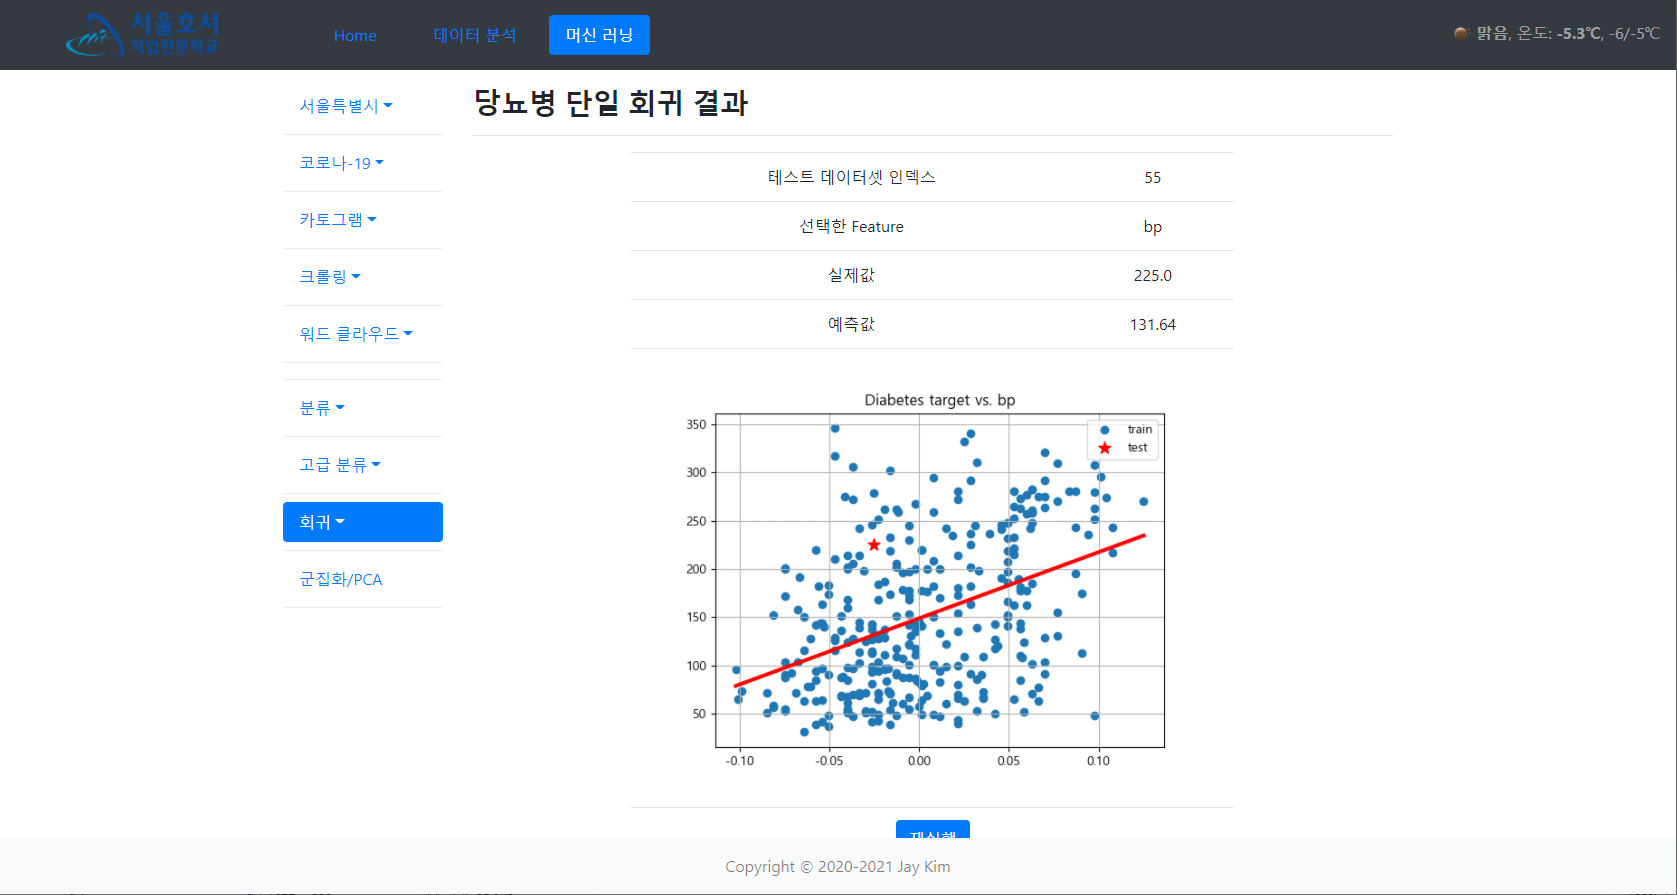 서울호서
직업전문학교
Home
데이터 분석
머신 러닝
맑음, 온도: -5.3℃, -6/-5℃
서울특별시
코로나-19
카토그램
크롤링
워드 클라우드
분류
고급 분류
회귀
군집화/PCA
당뇨병 단일 회귀 결과
테스트 데이터셋 인덱스 55
선택한 Feature bp
실제값 225.0
예측값 131.64
Diabetes target vs. bp
train
test
350
300
250
200
150
100
50
-0.10 -0.05 0.00 0.05 0.10
재실행
Copyright © 2020-2021 Jay Kim